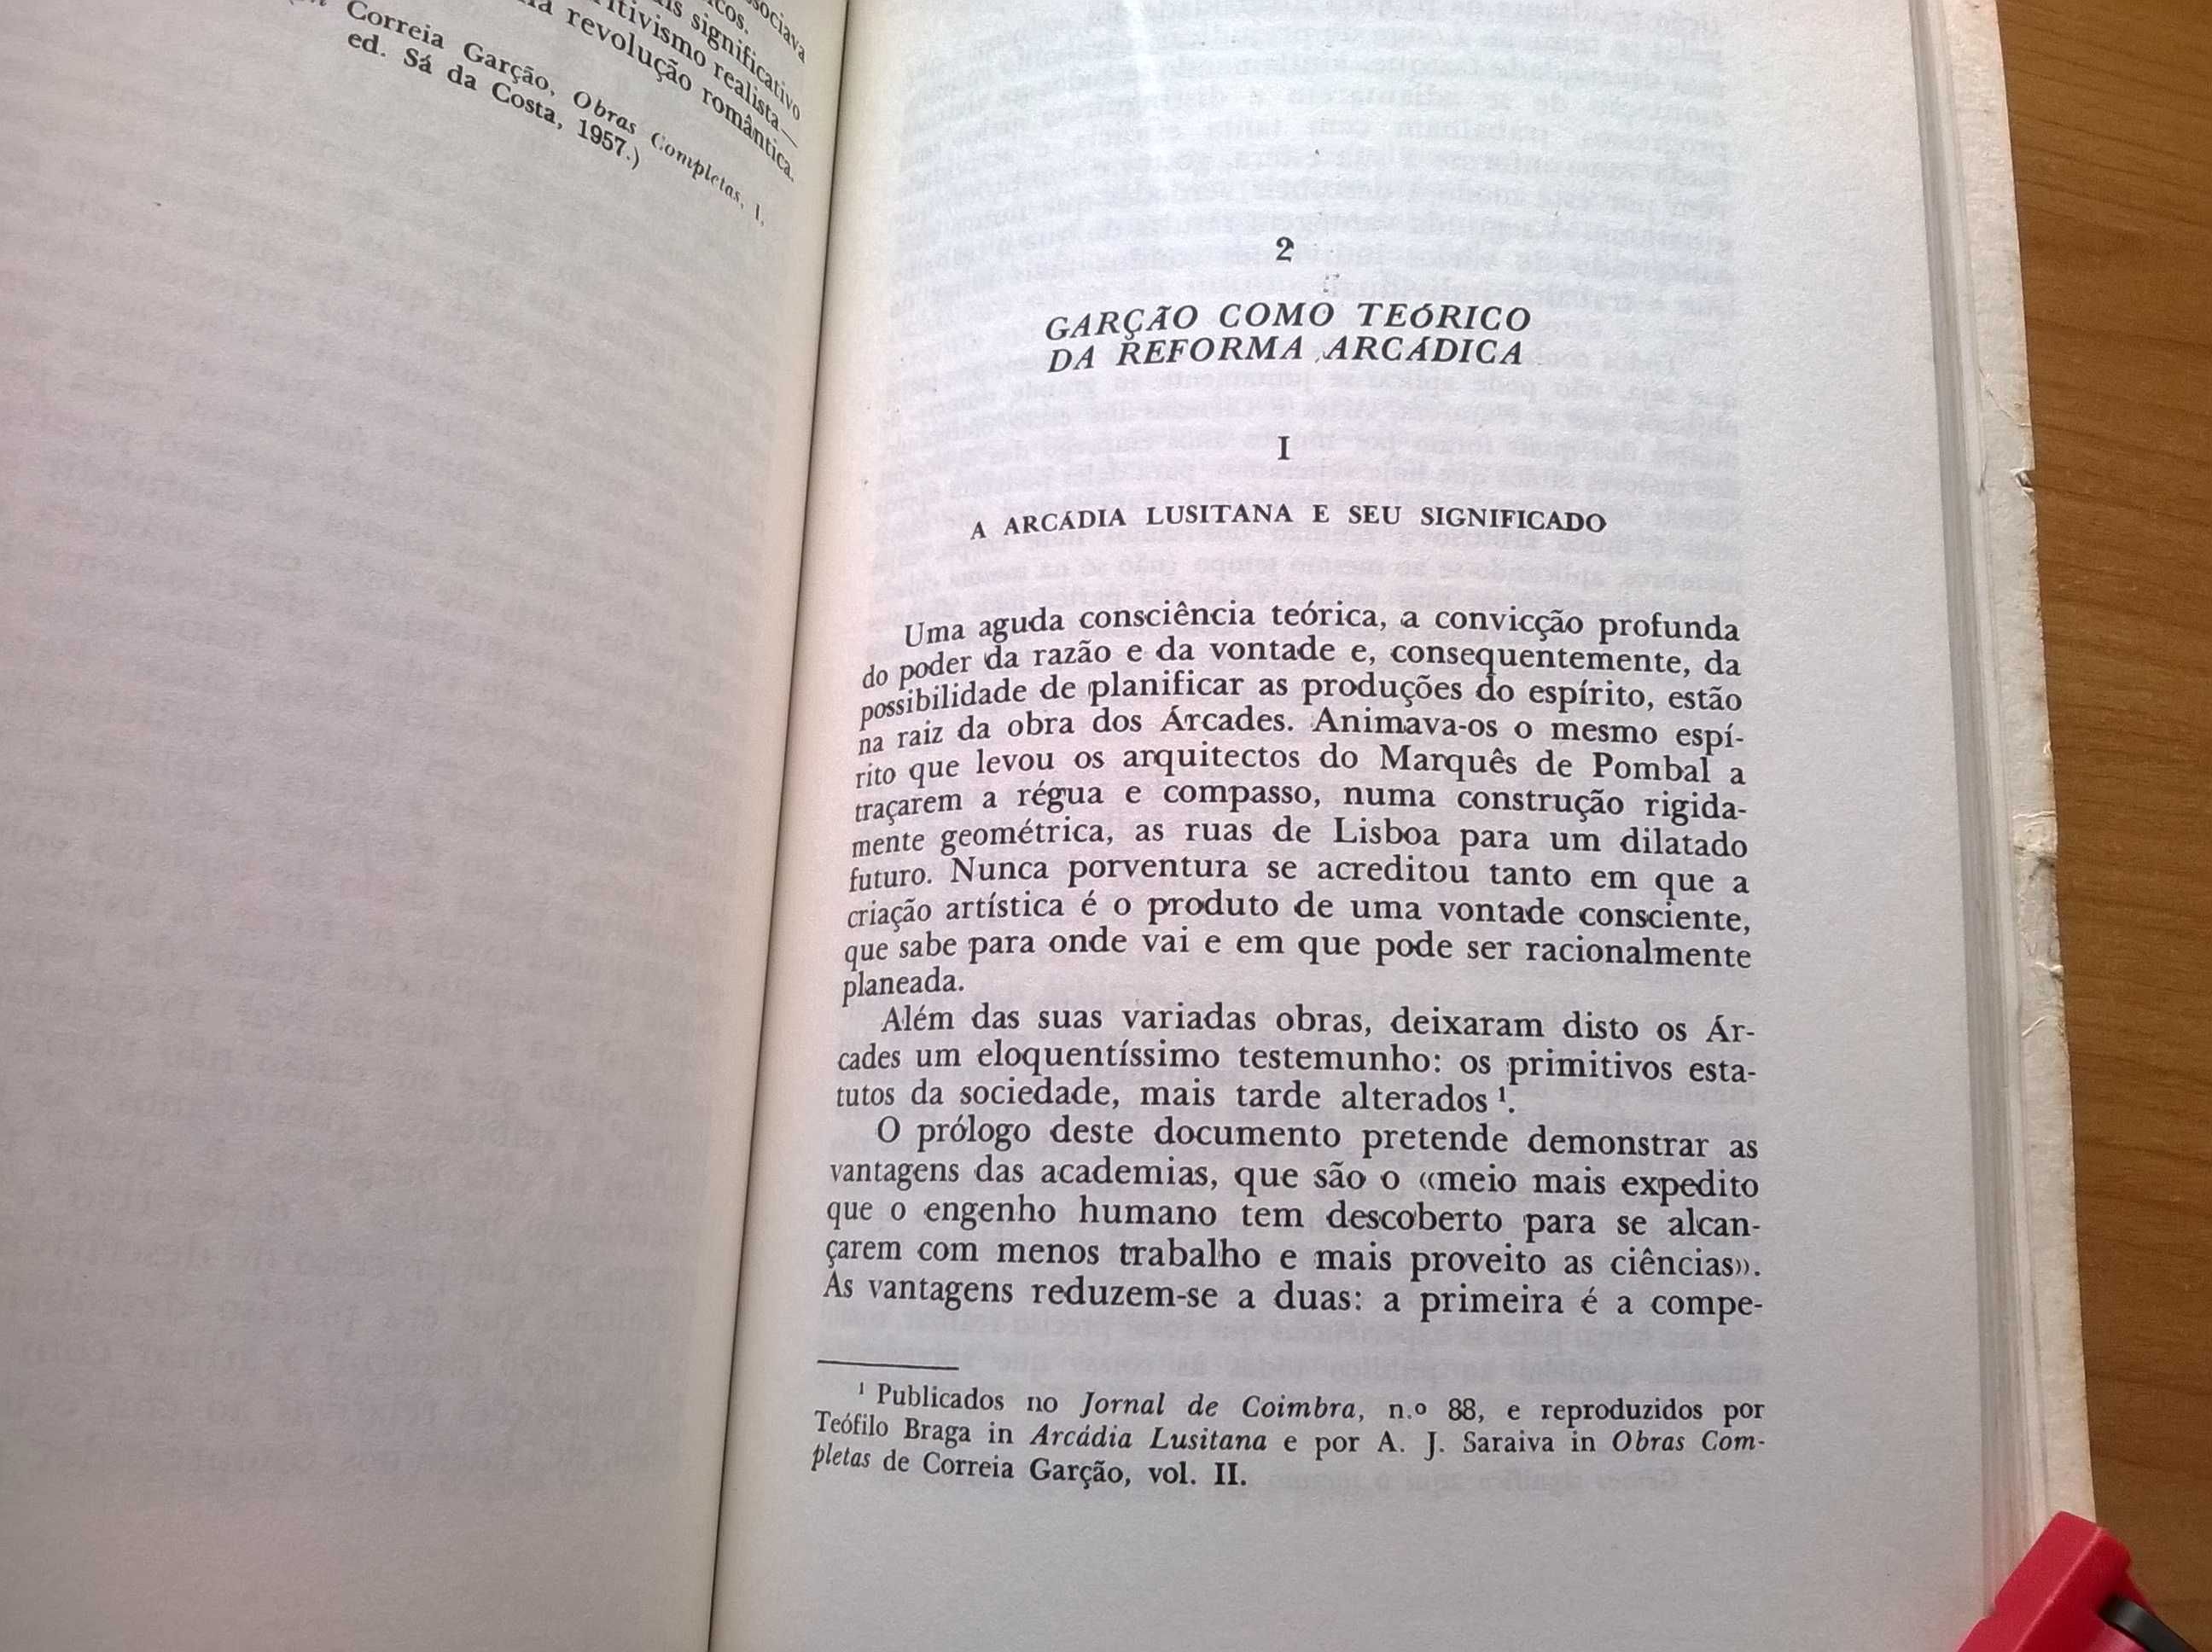 ssociava
icos.
is significativo
itivismo realista—
revolução romântica.
Correia Garção, Obras Completas, I,
ed. Sá da Costa, 1957.)
2
GARÇÃO COMO TEÓRICO
DA REFORMA ARCÁDICA
I
A ARCÁDIA LUSITANA E SEU SIGNIFICADO
Uma aguda consciência teórica, a convicção profunda
do poder da razão e da vontade e, consequentemente, da
possibilidade de planificar as produções do espírito, estão
na raiz da obra dos Árcades. Animava-os o mesmo espí-
rito que levou os arquitectos do Marquês de Pombal a
traçarem a régua e compasso, numa construção rigida-
mente geométrica, as ruas de Lisboa para um dilatado
futuro. Nunca porventura se acreditou tanto em que a
criação artística é o produto de uma vontade consciente,
que sabe para onde vai e em que pode ser racionalmente
planeada.
Além das suas variadas obras, deixaram disto os Ár-
cades um eloquentíssimo testemunho: os primitivos esta-
tutos da sociedade, mais tarde alterados ¹.
O prólogo deste documento pretende demonstrar as
vantagens das academias, que são o «meio mais expedito
que o engenho humano tem descoberto para se alcan-
çarem com menos trabalho e mais proveito as ciências».
As vantagens reduzem-se a duas: a primeira é a compe-
¹ Publicados no Jornal de Coimbra, n.º 88, e reproduzidos por
Teófilo Braga in Arcádia Lusitana e por A. J. Saraiva in Obras Com-
pletas de Correia Garção, vol. II.